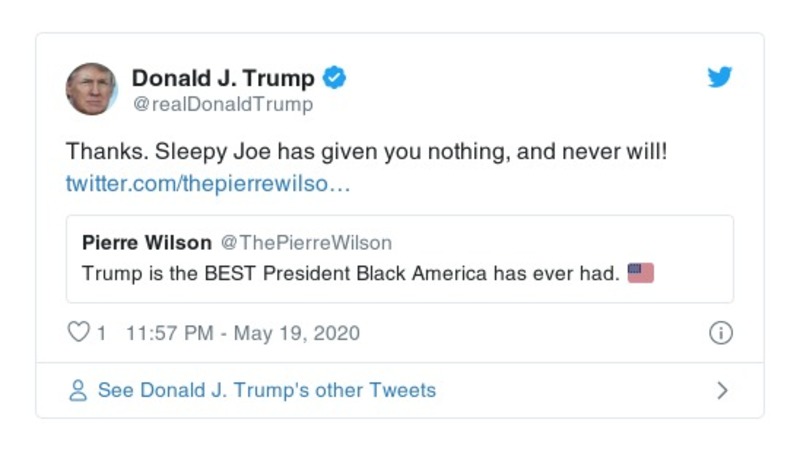 Donald J. Trump
@realDonaldTrump
Thanks. Sleepy Joe has given you nothing, and never will!
twitter.com/thepierrewilso…
Pierre Wilson @ThePierreWilson
Trump is the BEST President Black America has ever had. 🇺🇸
1 11:57 PM - May 19, 2020
See Donald J. Trump's other Tweets